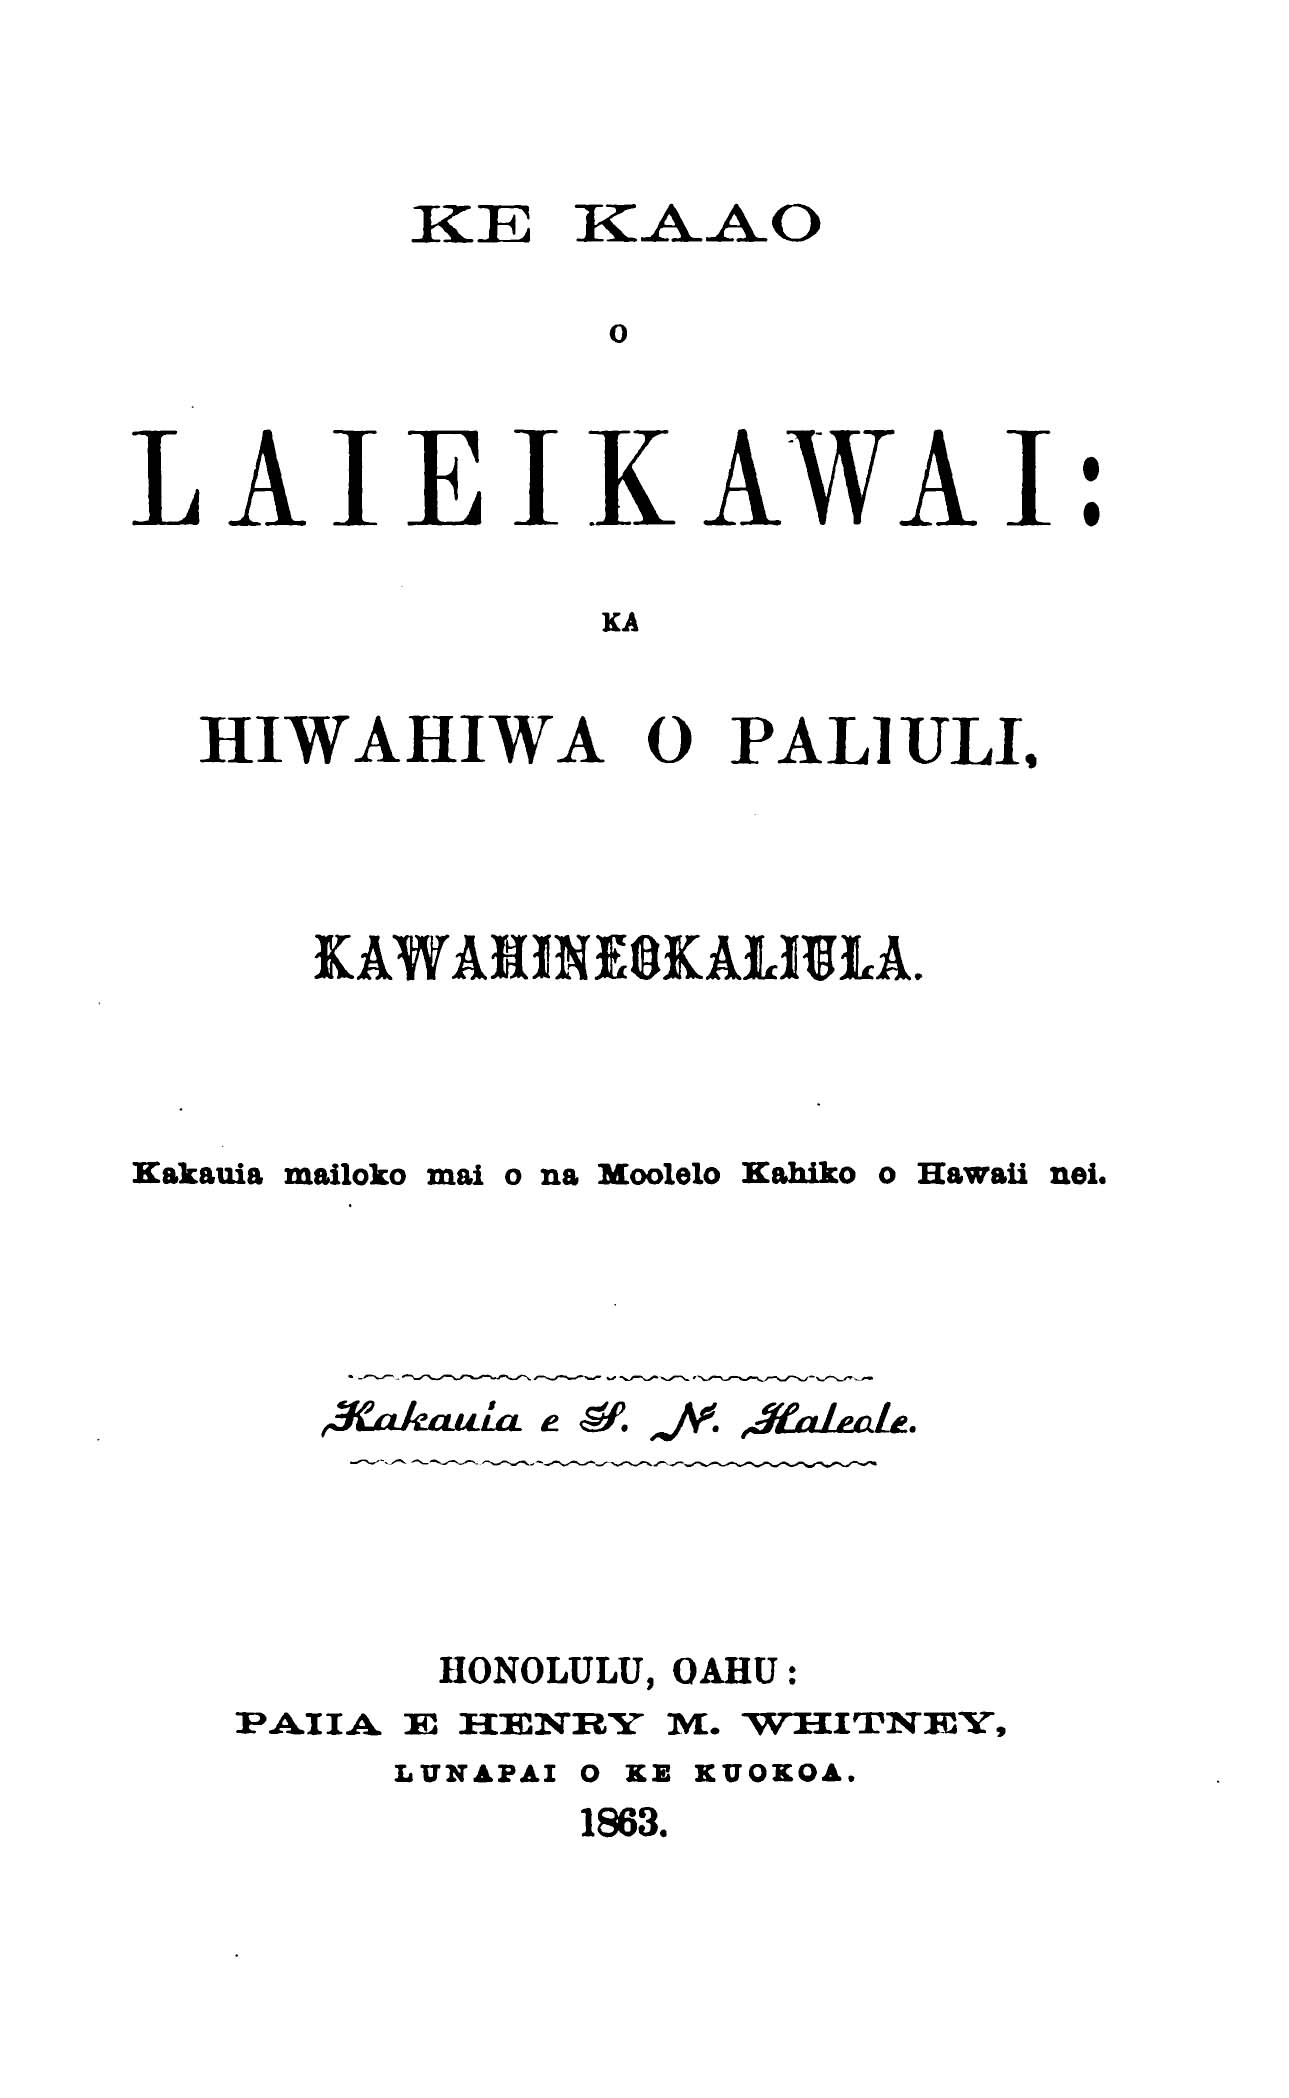 KE KAAO
O
LAIEIKAWAI:
KA
HIWAHIWA O PALIULI,
KAWAHINEOKALIULA.
Kakauia mailoko mai o na Moolelo Kahiko o Hawaii nei.
Kakauia e S. N. Haleole.
HONOLULU, OAHU:
PAIIA E HENRY M. WHITNEY,
LUNAPAI O KE KUOKOA.
1863.